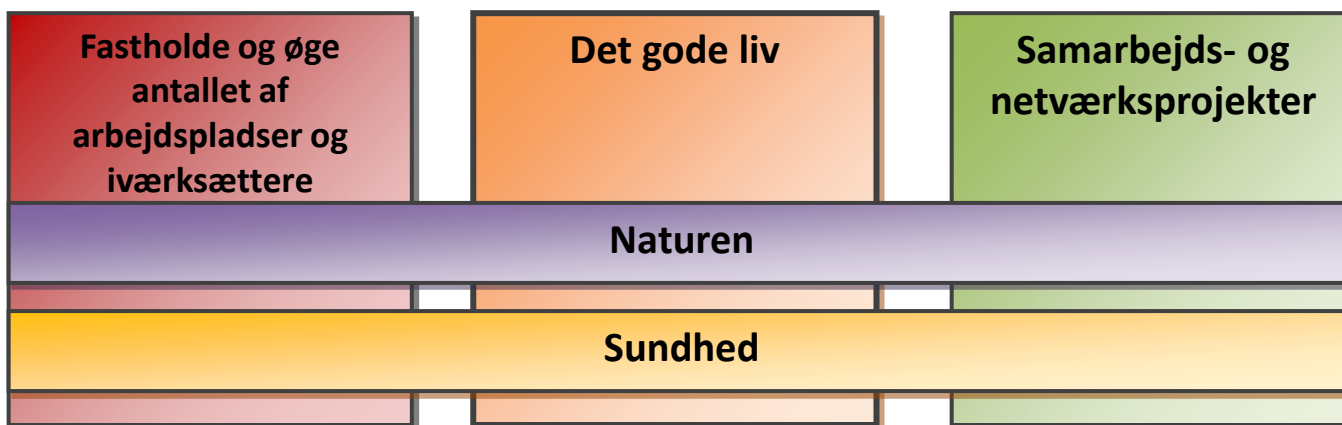 Fastholde og øge
antallet af
arbejdspladser og
iværksættere
Det gode liv
Samarbejds- og
netværksprojekter
Naturen
Sundhed